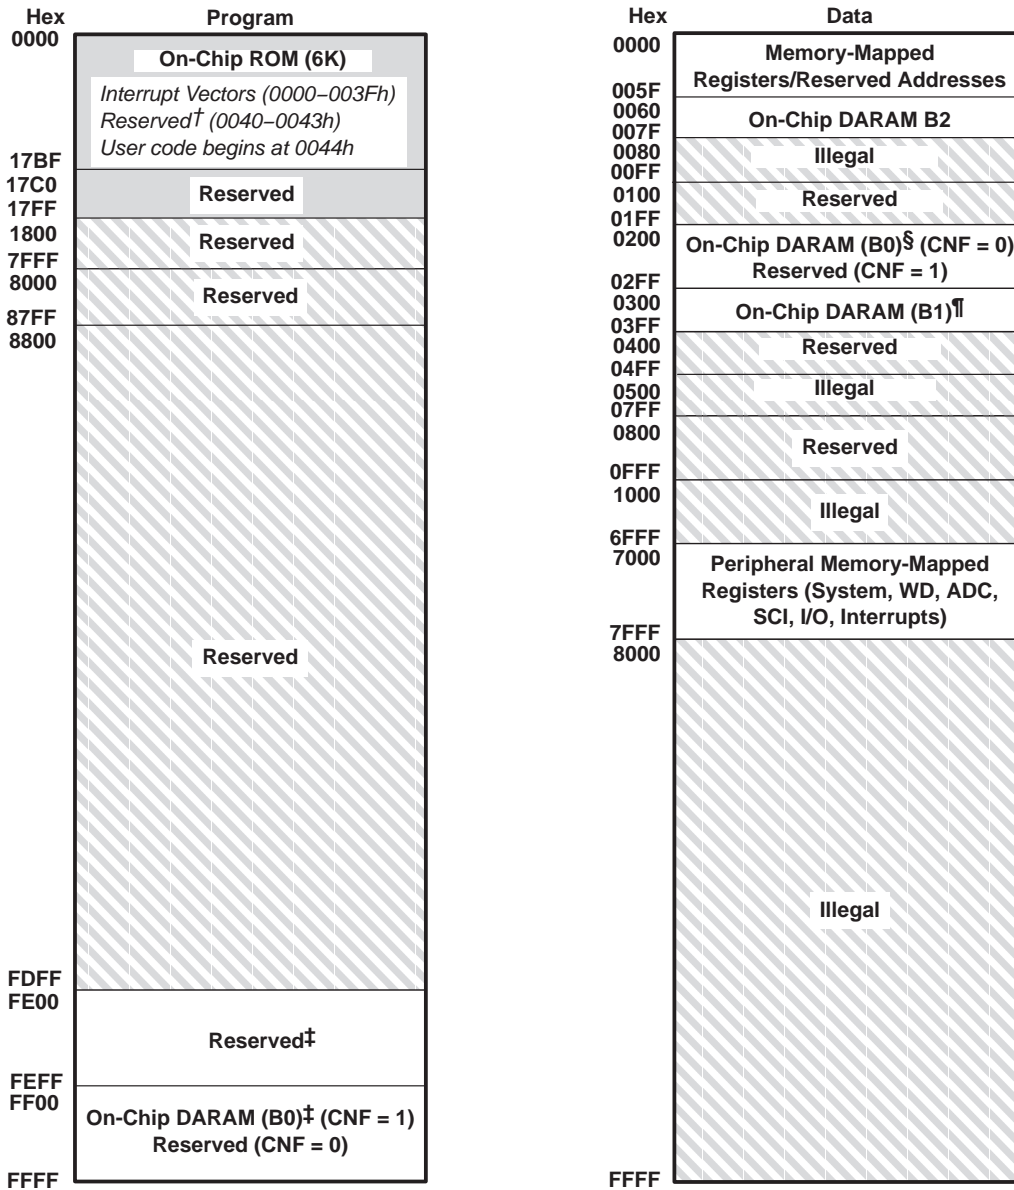 Hex
Program
0000
On-Chip ROM (6K)
Interrupt Vectors (0000–003Fh)
Reserved† (0040–0043h)
User code begins at 0044h
17BF
17C0
Reserved
17FF
1800
Reserved
7FFF
8000
Reserved
87FF
8800
Reserved
FDFF
FE00
Reserved‡
FEFF
FF00
On-Chip DARAM (B0)‡ (CNF = 1)
Reserved (CNF = 0)
FFFF
Hex
Data
0000
Memory-Mapped
Registers/Reserved Addresses
005F
0060
On-Chip DARAM B2
007F
0080
Illegal
00FF
0100
Reserved
01FF
0200
On-Chip DARAM (B0)§ (CNF = 0)
Reserved (CNF = 1)
02FF
0300
On-Chip DARAM (B1)¶
03FF
0400
Reserved
04FF
0500
Illegal
07FF
0800
Reserved
0FFF
1000
Illegal
6FFF
7000
Peripheral Memory-Mapped
Registers (System, WD, ADC,
SCI, I/O, Interrupts)
7FFF
8000
Illegal
FFFF